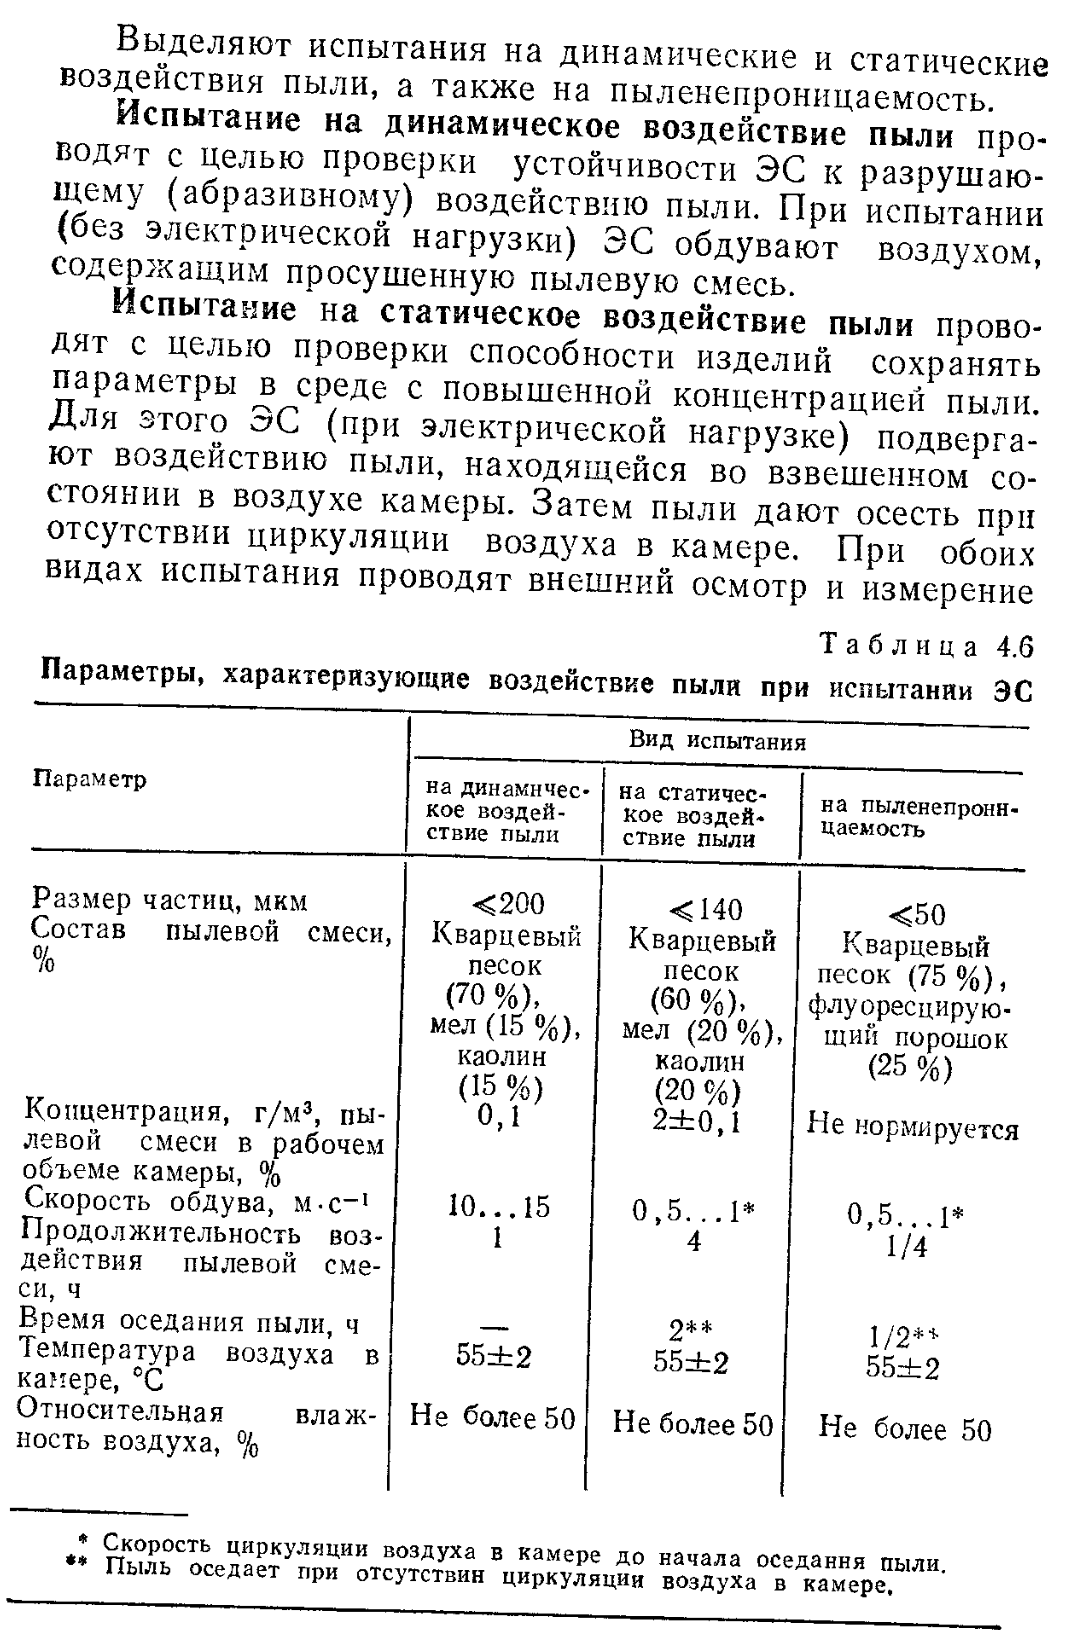 Выделяют испытания на динамические и статические
воздействия пыли, а также на пыленепроницаемость.
Испытание на динамическое воздействие пыли про-
водят с целью проверки устойчивости ЭС к разрушаю-
щему (абразивному) воздействию пыли. При испытании
(без электрической нагрузки) ЭС обдувают воздухом,
содержащим просушенную пылевую смесь.
Испытание на статическое воздействие пыли прово-
дят с целью проверки способности изделий сохранять
параметры в среде с повышенной концентрацией пыли.
Для этого ЭС (при электрической нагрузке) подверга-
ют воздействию пыли, находящейся во взвешенном со-
стоянии в воздухе камеры. Затем пыли дают осесть при
отсутствии циркуляции воздуха в камере. При обоих
видах испытания проводят внешний осмотр и измерение
Таблица 4.6
Параметры, характеризующие воздействие пыли при испытании ЭС
Параметр
Вид испытания
на динамичес-
кое воздей-
ствие пыли
на статичес-
кое воздей-
ствие пыли
на пыленепрони-
цаемость
Размер частиц, мкм
⩽200
⩽140
⩽50
Состав пылевой смеси,
%
Кварцевый
песок
(70 %),
мел (15 %),
каолин
(15 %)
Кварцевый
песок
(60 %),
мел (20 %),
каолин
(20 %)
Кварцевый
песок (75 %),
флуоресцирую-
щий порошок
(25 %)
Концентрация, г/м³, пы-
левой смеси в рабочем
объеме камеры, %
0,1
2±0,1
Не нормируется
Скорость обдува, м·с⁻¹
10...15
0,5...1*
0,5...1*
Продолжительность воз-
действия пылевой сме-
си, ч
1
4
1/4
Время оседания пыли, ч
—
2**
1/2**
Температура воздуха в
камере, °С
55±2
55±2
55±2
Относительная влаж-
ность воздуха, %
Не более 50
Не более 50
Не более 50
* Скорость циркуляции воздуха в камере до начала оседания пыли.
** Пыль оседает при отсутствии циркуляции воздуха в камере.